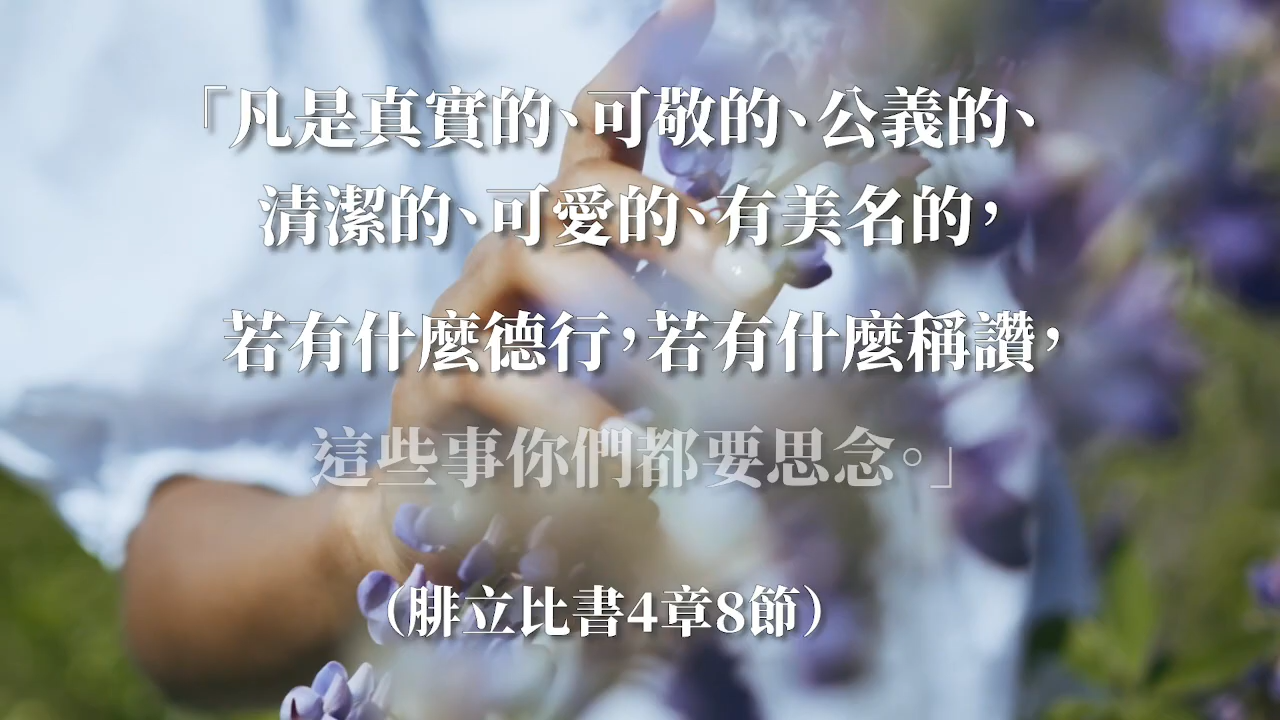 「凡是真實的、可敬的、公義的、
清潔的、可愛的、有美名的，
若有什麼德行，若有什麼稱讚，
這些事你們都要思念。」
（腓立比書4章8節）